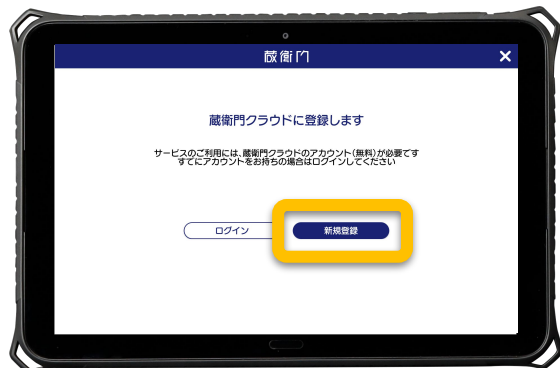 蔵衛門
×
蔵衛門クラウドに登録します
サービスのご利用には、蔵衛門クラウドのアカウント(無料)が必要です
すでにアカウントをお持ちの場合はログインしてください
ログイン
新規登録